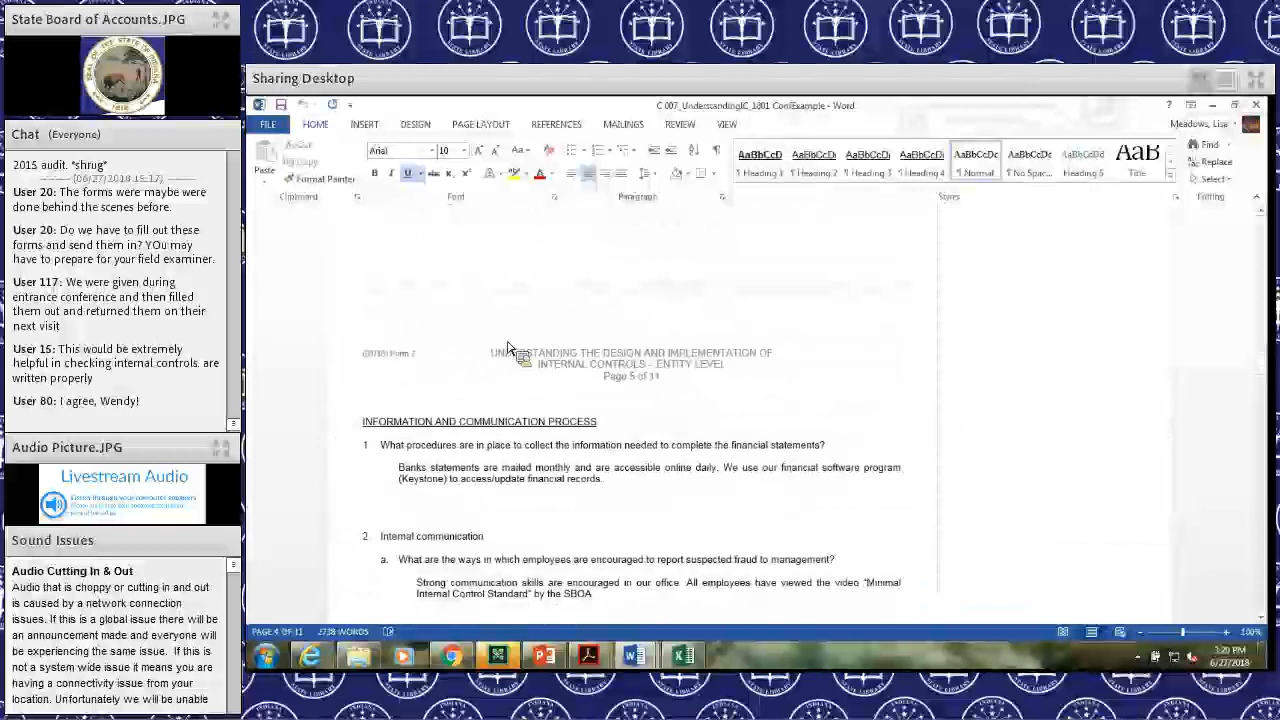 State Board of Accounts.JPG
Chat (Everyone)
2015 audit. *shrug*
(06/27/2018 15:17)
User 20: The forms were maybe were
done behind the scenes before.
User 20: Do we have to fill out these
forms and send them in? YOu may
have to prepare for your field examiner.
User 117: We were given during
entrance conference and then filled
them out and returned them on their
next visit
User 15: This would be extremely
helpful in checking internal controls. are
written properly
User 80: I agree, Wendy!
Audio Picture.JPG
Livestream Audio
Sound Issues
Audio Cutting In & Out
Audio that is choppy or cutting in and out
is caused by a network connection
issues. If this is a global issue there will be
an announcement made and everyone will
be experiencing the same issue. If this is
not a system wide issue it means you are
having a connectivity issue from your
location. Unfortunately we will be unable
Sharing Desktop
Example - Word
Meadows, Lisa
FILE HOME INSERT DESIGN PAGE LAYOUT REFERENCES MAILINGS REVIEW VIEW
Paste
Format Painter
Clipboard
Arial 10
Font
Paragraph
AaBbCcD AaBbCcDc AaBbCcDc AaBbCcDc AaBbCcDc AaBbCcDc AaBbCcDc AaB
¶ Heading 1 ¶ Heading 2 ¶ Heading 3 ¶ Heading 4 ¶ Normal ¶ No Spac... Heading 5 Title
Styles
Find
Replace
Select
Editing
UNDERSTANDING THE DESIGN AND IMPLEMENTATION OF
INTERNAL CONTROLS – ENTITY LEVEL
Page 5 of 11
INFORMATION AND COMMUNICATION PROCESS
1 What procedures are in place to collect the information needed to complete the financial statements?
Banks statements are mailed monthly and are accessible online daily. We use our financial software program
(Keystone) to access/update financial records.
2 Internal communication
a. What are the ways in which employees are encouraged to report suspected fraud to management?
Strong communication skills are encouraged in our office. All employees have viewed the video "Minimal
Internal Control Standard" by the SBOA
PAGE 4 OF 11 2738 WORDS
100%
3:20 PM
6/27/2018